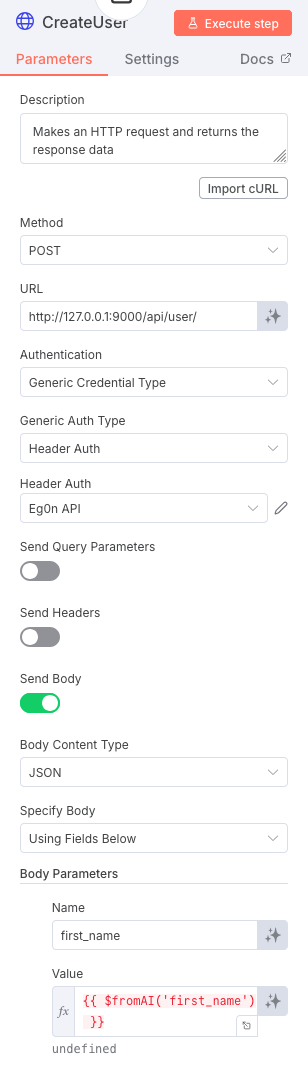 CreateUser
Execute step
Parameters
Settings
Docs
Description
Makes an HTTP request and returns the
response data
Import cURL
Method
POST
URL
http://127.0.0.1:9000/api/user/
Authentication
Generic Credential Type
Generic Auth Type
Header Auth
Header Auth
Eg0n API
Send Query Parameters
Send Headers
Send Body
Body Content Type
JSON
Specify Body
Using Fields Below
Body Parameters
Name
first_name
Value
fx
{{ $fromAI('first_name')
}}
undefined